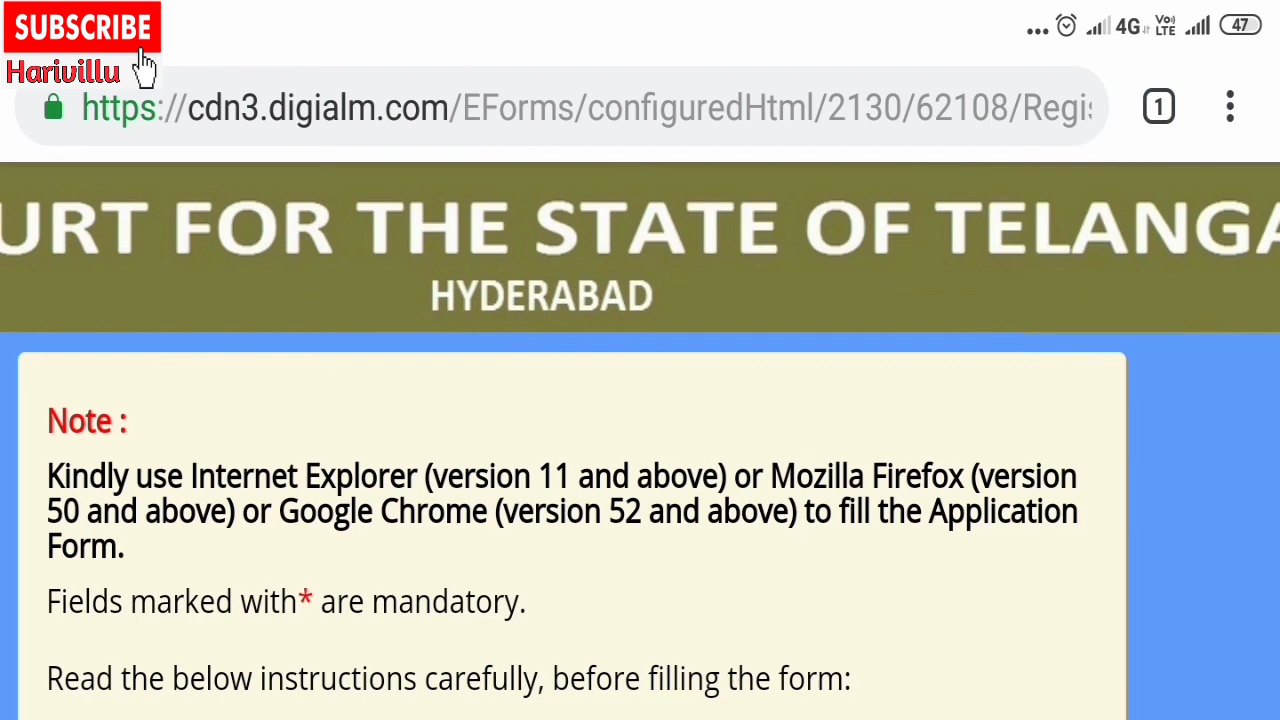 SUBSCRIBE
Harivillu
4G VoI) LTE 47
https://cdn3.digialm.com/EForms/configuredHtml/2130/62108/Regis
1
URT FOR THE STATE OF TELANGA
HYDERABAD
Note :
Kindly use Internet Explorer (version 11 and above) or Mozilla Firefox (version
50 and above) or Google Chrome (version 52 and above) to fill the Application
Form.
Fields marked with* are mandatory.
Read the below instructions carefully, before filling the form: